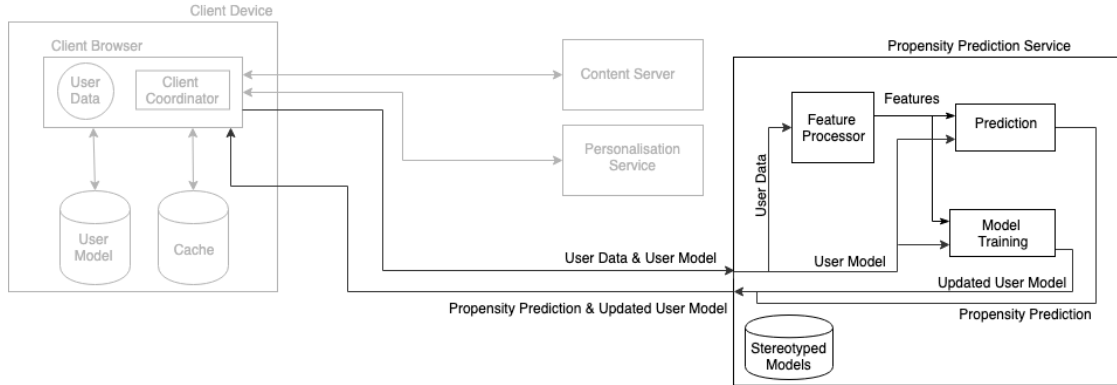 Client Device
Client Browser
User
Data
Client
Coordinator
User
Model
Cache
Content Server
Personalisation
Service
Propensity Prediction Service
Features
Feature
Processor
Prediction
User Data
Model
Training
User Data & User Model
User Model
Updated User Model
Propensity Prediction & Updated User Model
Propensity Prediction
Stereotyped
Models